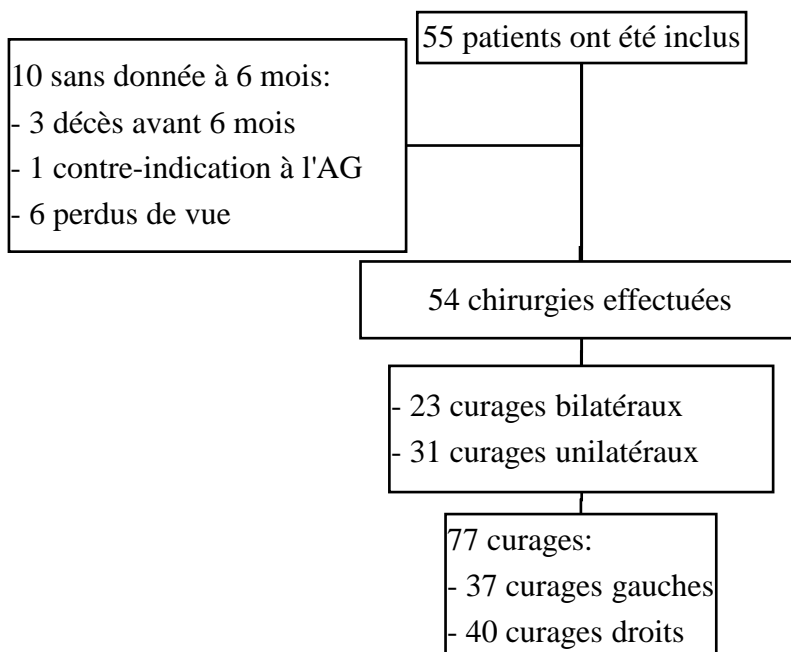 55 patients ont été inclus
10 sans donnée à 6 mois:
- 3 décès avant 6 mois
- 1 contre-indication à l'AG
- 6 perdus de vue
54 chirurgies effectuées
- 23 curages bilatéraux
- 31 curages unilatéraux
77 curages:
- 37 curages gauches
- 40 curages droits